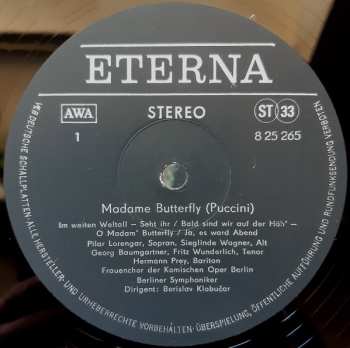 ETERNA
AWA
STEREO
ST 33
1
8 25 265
Madame Butterfly (Puccini)
Im weiten Weltall – Seht ihr / Bald sind wir auf der Höh' –
O Madam' Butterfly / Ja, es ward Abend
Pilar Lorengar, Sopran, Sieglinde Wagner, Alt
Georg Baumgartner, Fritz Wunderlich, Tenor
Hermann Prey, Bariton
Frauenchor der Komischen Oper Berlin
Berliner Symphoniker
Dirigent: Berislav Klobučar
VEB DEUTSCHE SCHALLPLATTEN · ALLE HERSTELLER- UND URHEBERRECHTE VORBEHALTEN · ÜBERSPIELUNG, ÖFFENTLICHE AUFFÜHRUNG UND RUNDFUNKSENDUNG VERBOTEN